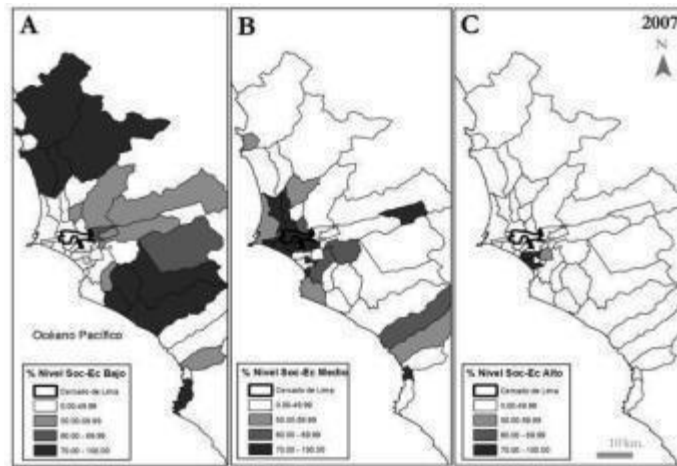 A
B
C
2007
N
Océano Pacífico
% Nivel Soc-Ec Bajo
Cercado de Lima
0.00-49.99
50.00-59.99
60.00-69.99
70.00-100.00
% Nivel Soc-Ec Medio
Cercado de Lima
0.00-49.99
50.00-59.99
60.00-69.99
70.00-100.00
% Nivel Soc-Ec Alto
Cercado de Lima
0.00-49.99
50.00-59.99
60.00-69.99
70.00-100.00
10 km.